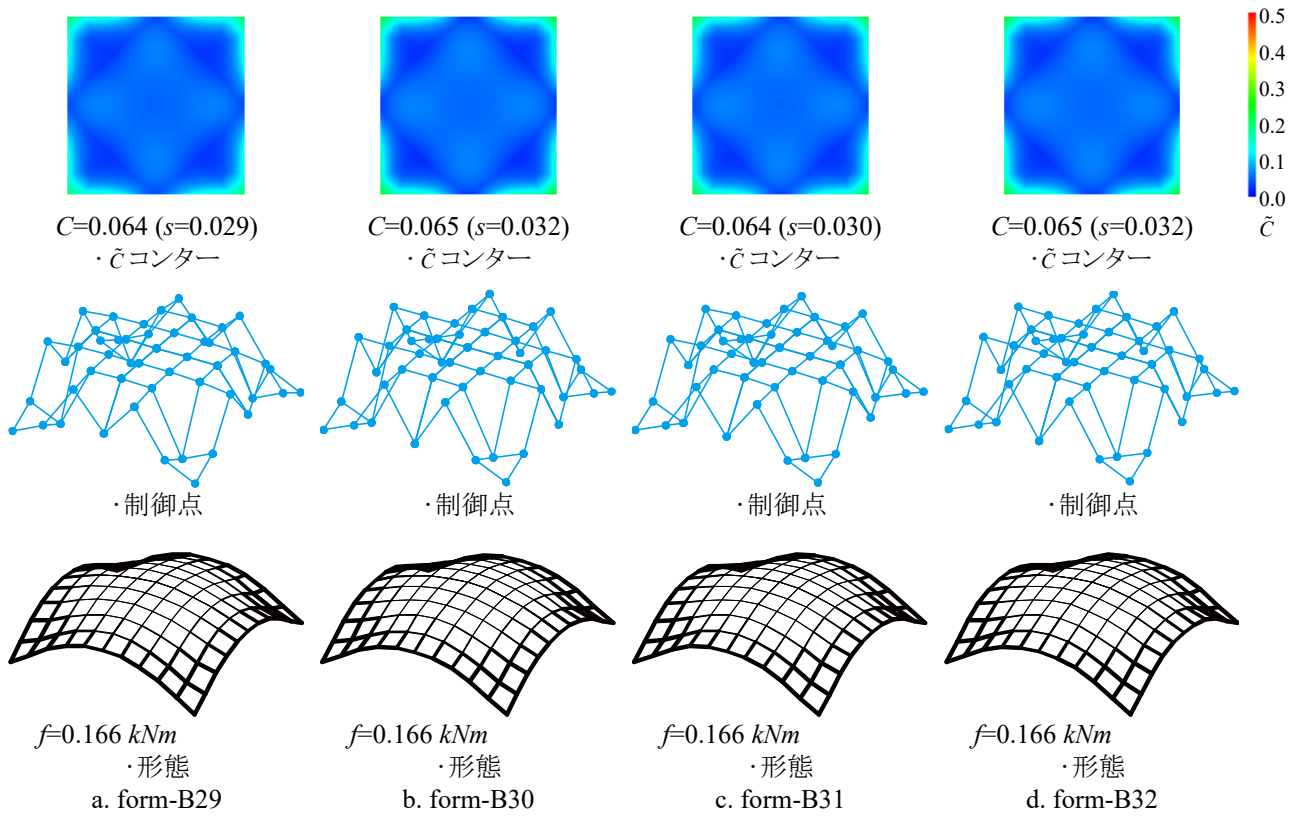 0.5
0.4
0.3
0.2
0.1
0.0
C̃
C=0.064 (s=0.029)
C=0.065 (s=0.032)
C=0.064 (s=0.030)
C=0.065 (s=0.032)
・C̃コンター
・C̃コンター
・C̃コンター
・C̃コンター
・制御点
・制御点
・制御点
・制御点
f=0.166 kNm
f=0.166 kNm
f=0.166 kNm
f=0.166 kNm
・形態
・形態
・形態
・形態
a. form-B29
b. form-B30
c. form-B31
d. form-B32